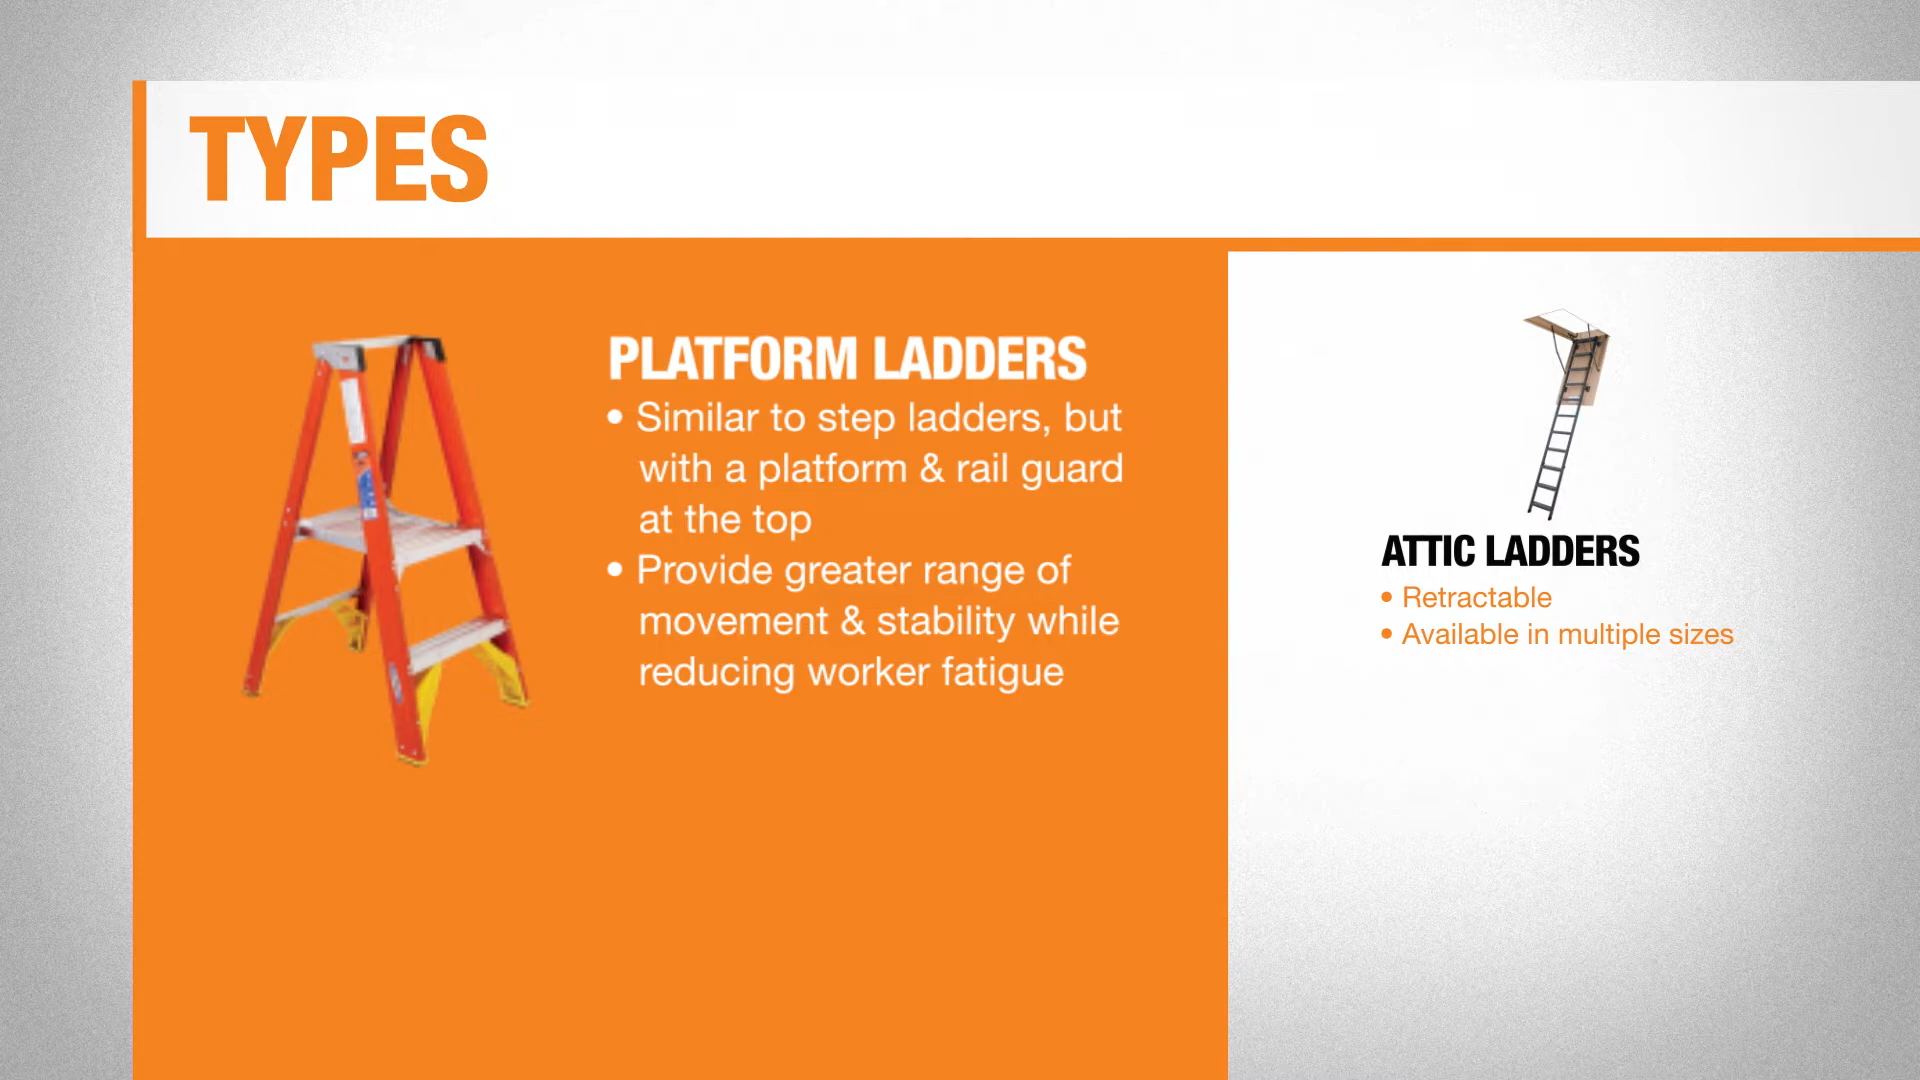 TYPES
PLATFORM LADDERS
• Similar to step ladders, but
with a platform & rail guard
at the top
• Provide greater range of
movement & stability while
reducing worker fatigue
ATTIC LADDERS
• Retractable
• Available in multiple sizes